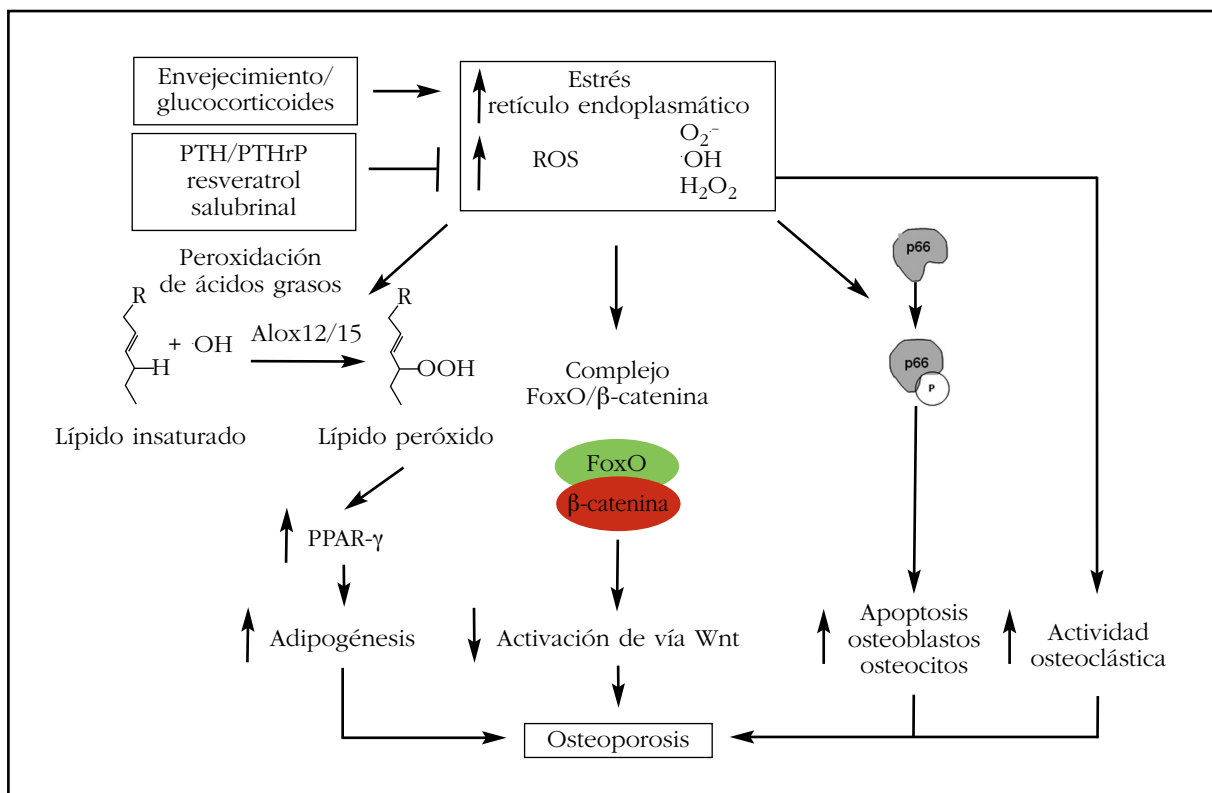 Envejecimiento/
glucocorticoides
PTH/PTHrP
resveratrol
salubrinal
Estrés
retículo endoplasmático
ROS
O₂·⁻
·OH
H₂O₂
Peroxidación
de ácidos grasos
R
H
+ ·OH
Alox12/15
R
OOH
Lípido insaturado
Lípido peróxido
PPAR-γ
Adipogénesis
Complejo
FoxO/β-catenina
FoxO
β-catenina
Activación de vía Wnt
p66
p66
P
Apoptosis
osteoblastos
osteocitos
Actividad
osteoclástica
Osteoporosis